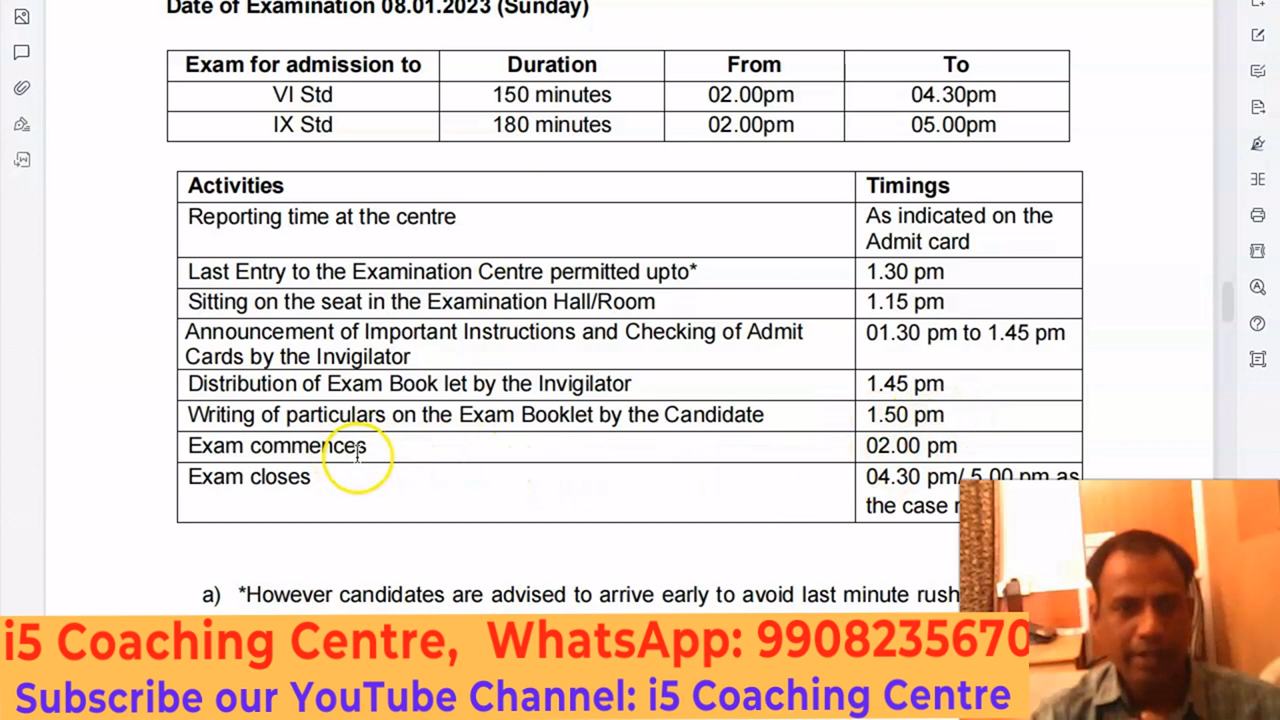 Date of Examination 08.01.2023 (Sunday)
Exam for admission to Duration From To
VI Std 150 minutes 02.00pm 04.30pm
IX Std 180 minutes 02.00pm 05.00pm
Activities Timings
Reporting time at the centre As indicated on the
Admit card
Last Entry to the Examination Centre permitted upto* 1.30 pm
Sitting on the seat in the Examination Hall/Room 1.15 pm
Announcement of Important Instructions and Checking of Admit 01.30 pm to 1.45 pm
Cards by the Invigilator
Distribution of Exam Book let by the Invigilator 1.45 pm
Writing of particulars on the Exam Booklet by the Candidate 1.50 pm
Exam commences 02.00 pm
Exam closes 04.30 pm/ 5.00 pm as
the case
a) *However candidates are advised to arrive early to avoid last minute rush
i5 Coaching Centre, WhatsApp: 9908235670
Subscribe our YouTube Channel: i5 Coaching Centre